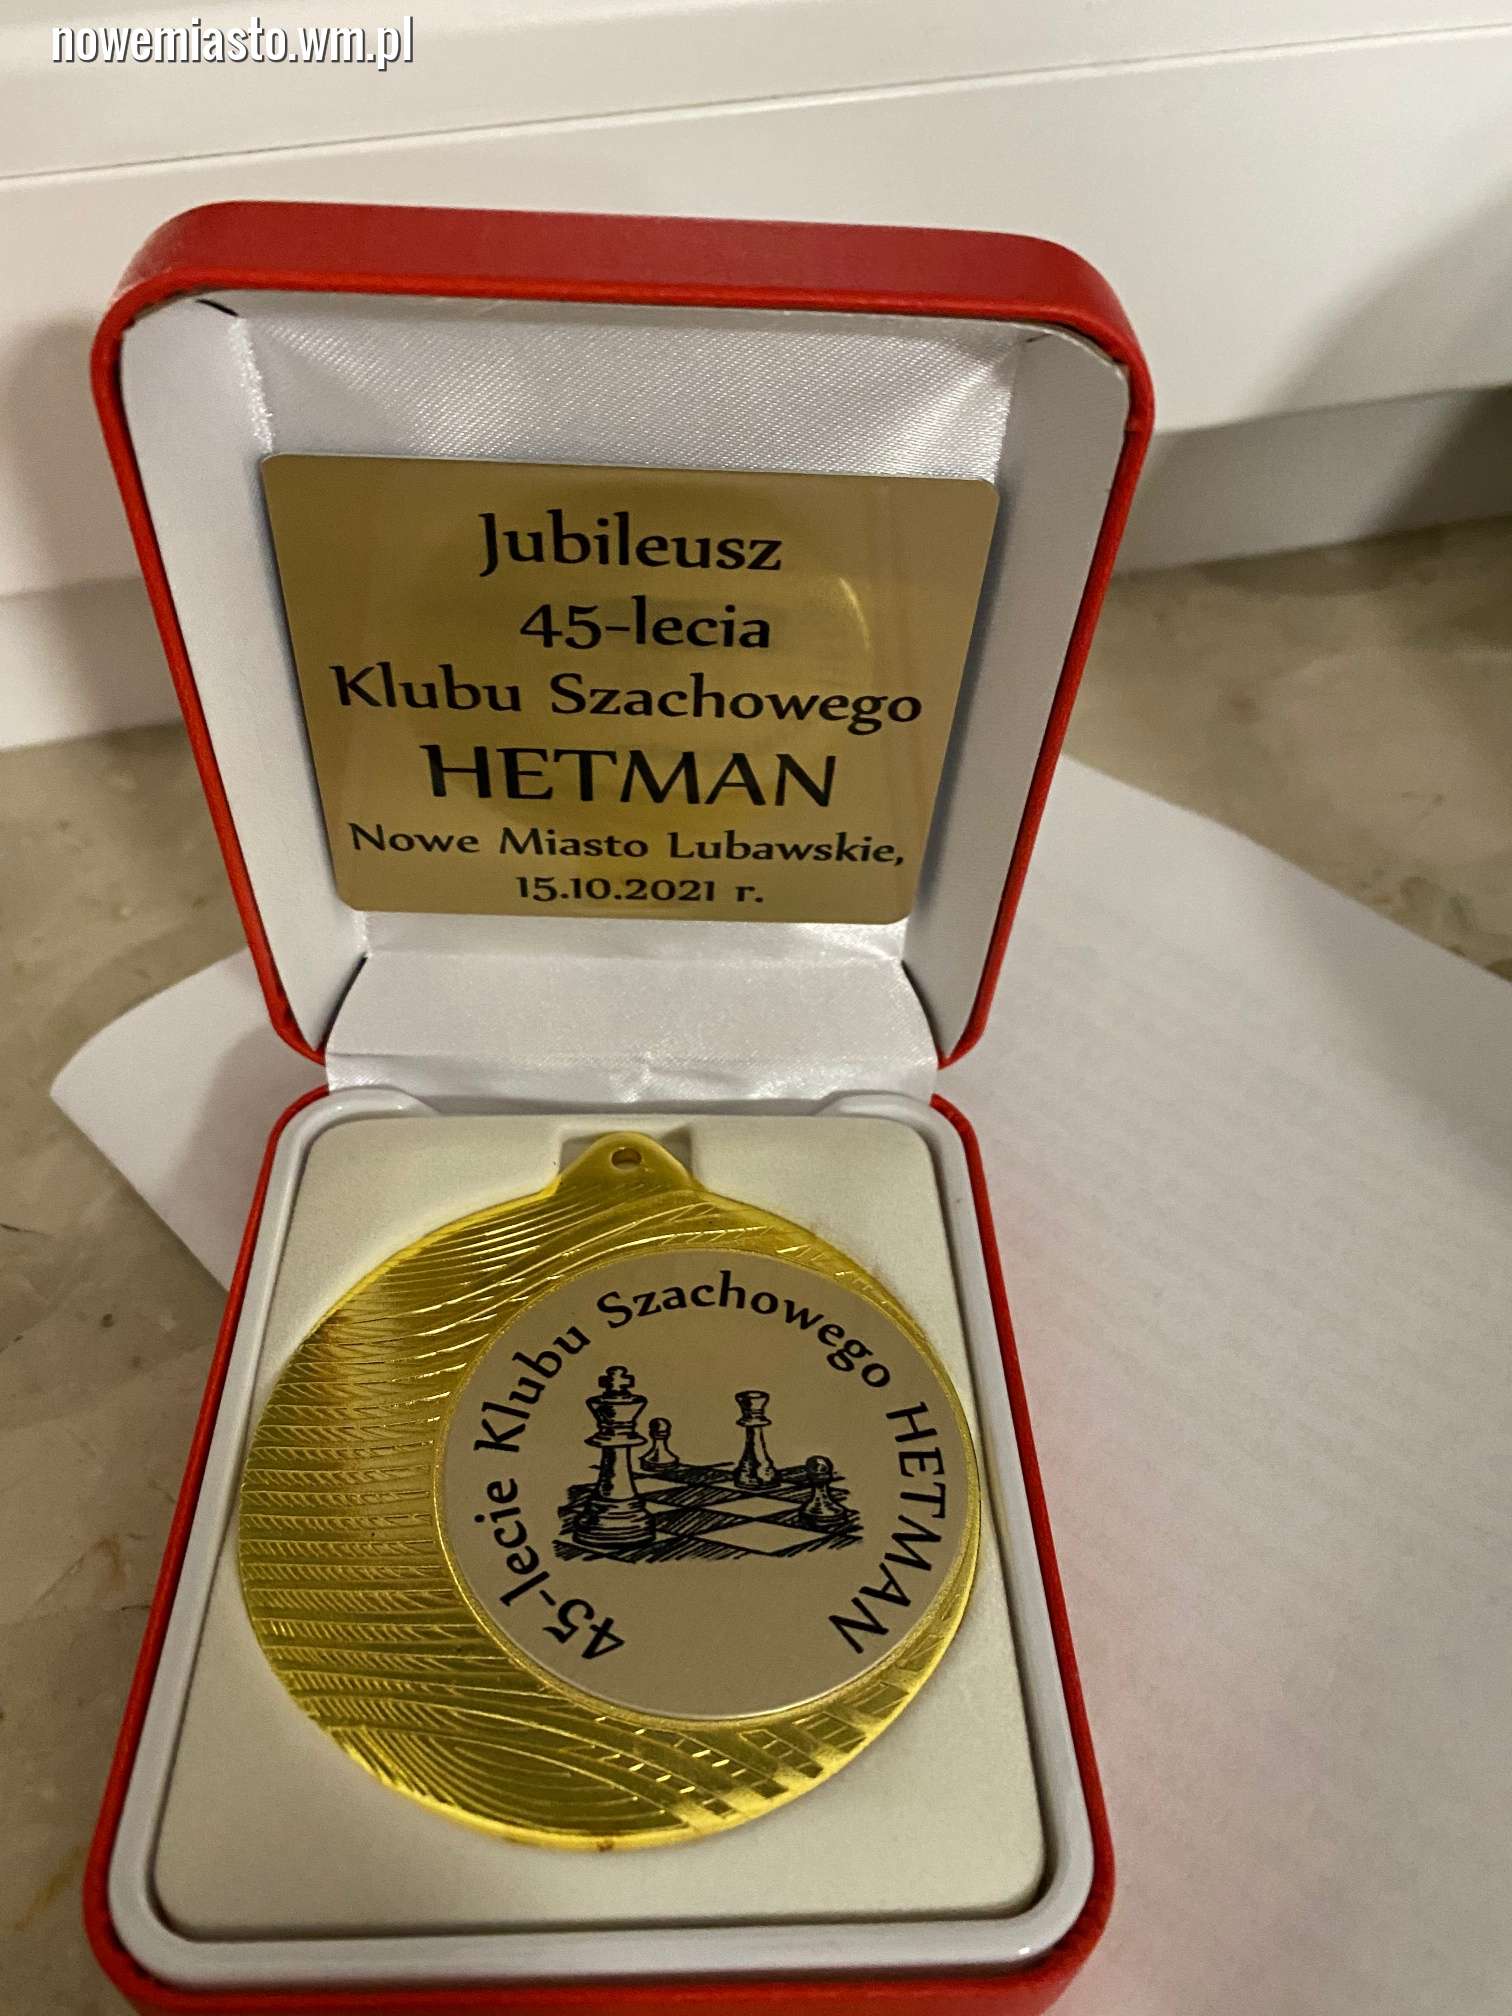 nowemiasto.wm.pl
Jubileusz
45-lecia
Klubu Szachowego
HETMAN
Nowe Miasto Lubawskie,
15.10.2021 r.
45-lecie Klubu Szachowego HETMAN